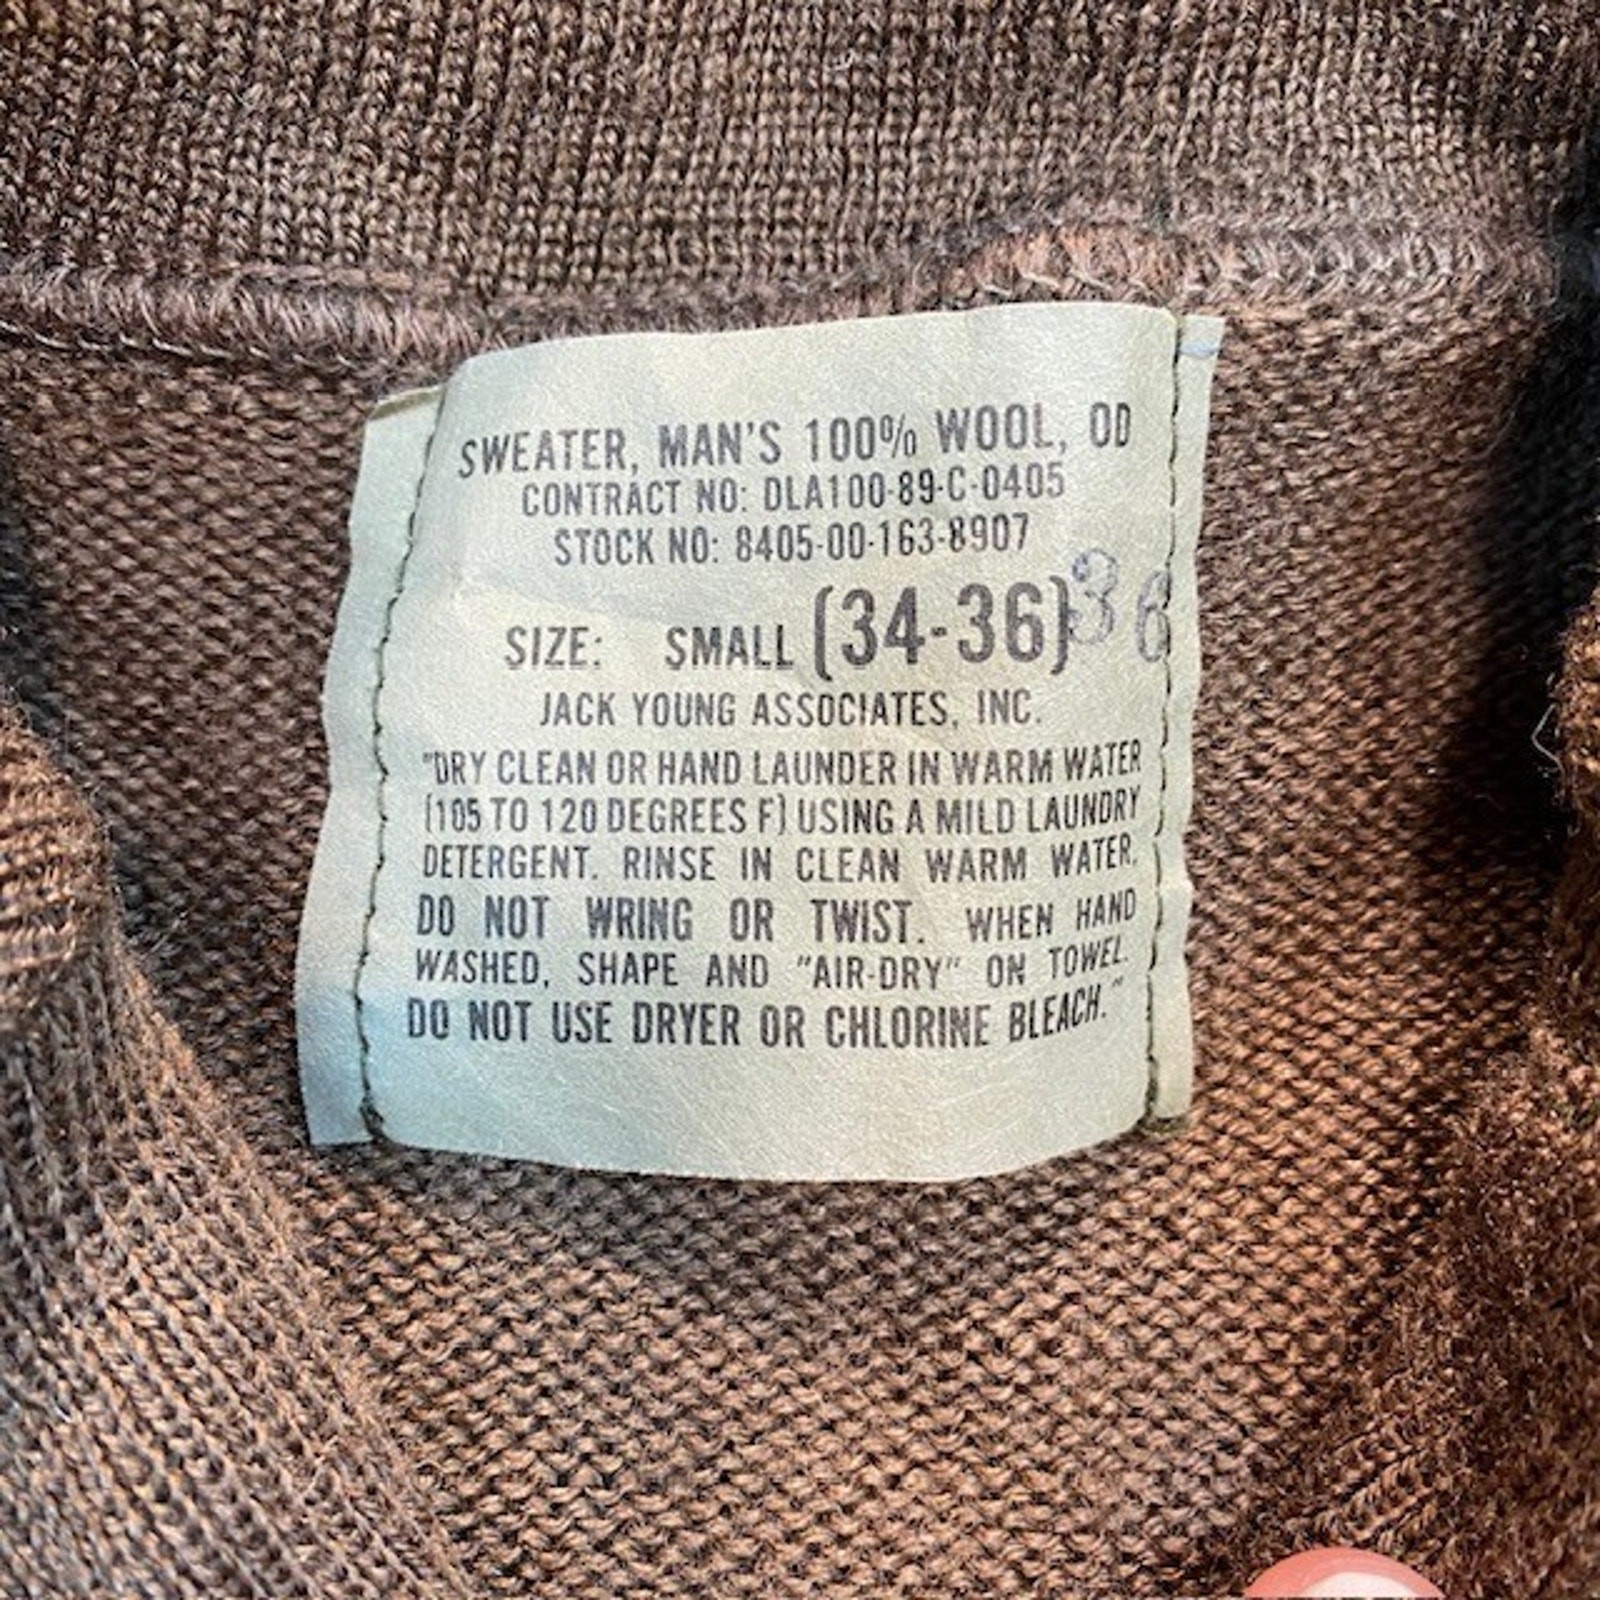 SWEATER, MAN'S 100% WOOL, OD
CONTRACT NO: DLA100-89-C-0405
STOCK NO: 8405-00-163-8907
SIZE: SMALL (34-36) 36
JACK YOUNG ASSOCIATES, INC.
"DRY CLEAN OR HAND LAUNDER IN WARM WATER
(105 TO 120 DEGREES F) USING A MILD LAUNDRY
DETERGENT. RINSE IN CLEAN WARM WATER.
DO NOT WRING OR TWIST. WHEN HAND
WASHED, SHAPE AND "AIR-DRY" ON TOWEL.
DO NOT USE DRYER OR CHLORINE BLEACH."